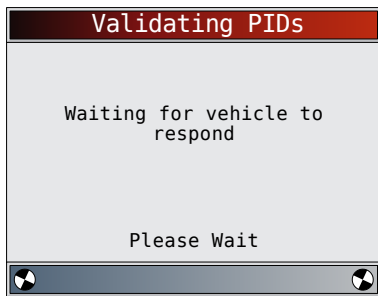 Validating PIDs
Waiting for vehicle to
respond
Please Wait